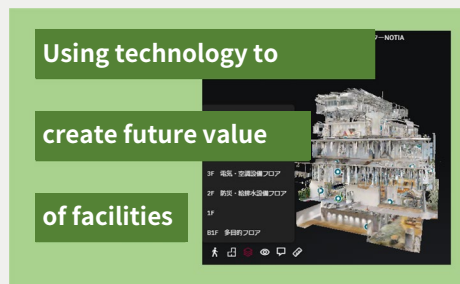 Using technology to
ーNOTIA
create future value
3F 電気・空調設備フロア
2F 防災・給排水設備フロア
1F
of facilities
B1F 多目的フロア